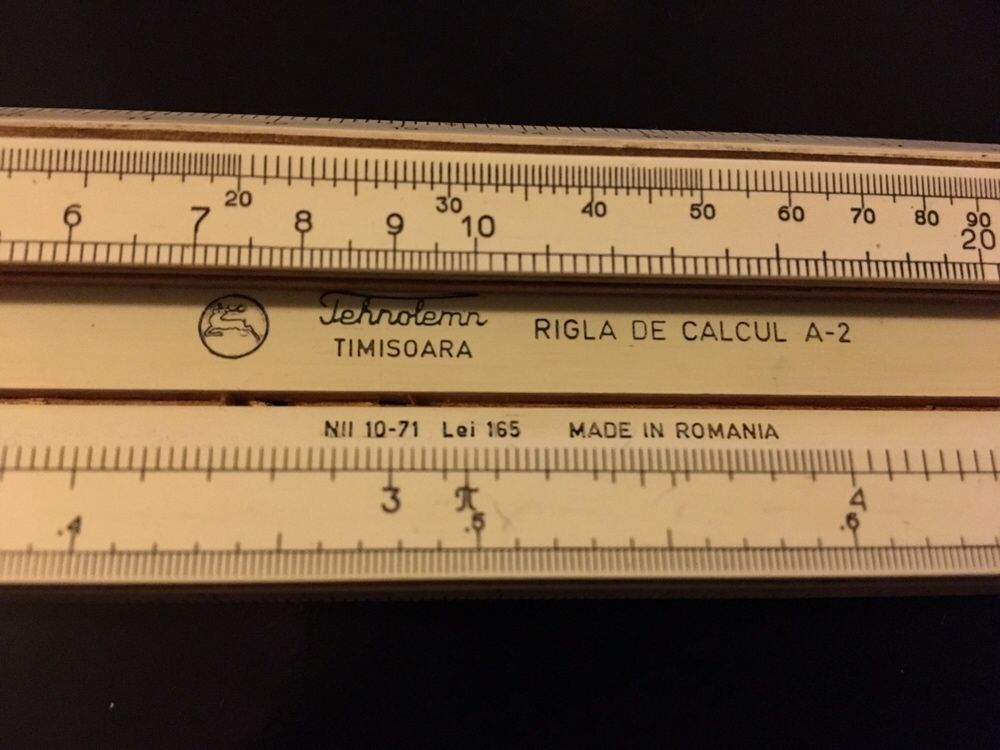 20 30 40 50 60 70 80 90
6 7 8 9 10 20
Tehnolemn
TIMISOARA
RIGLA DE CALCUL A-2
NII 10-71 Lei 165 MADE IN ROMANIA
3 π 4
.4 .5 .6